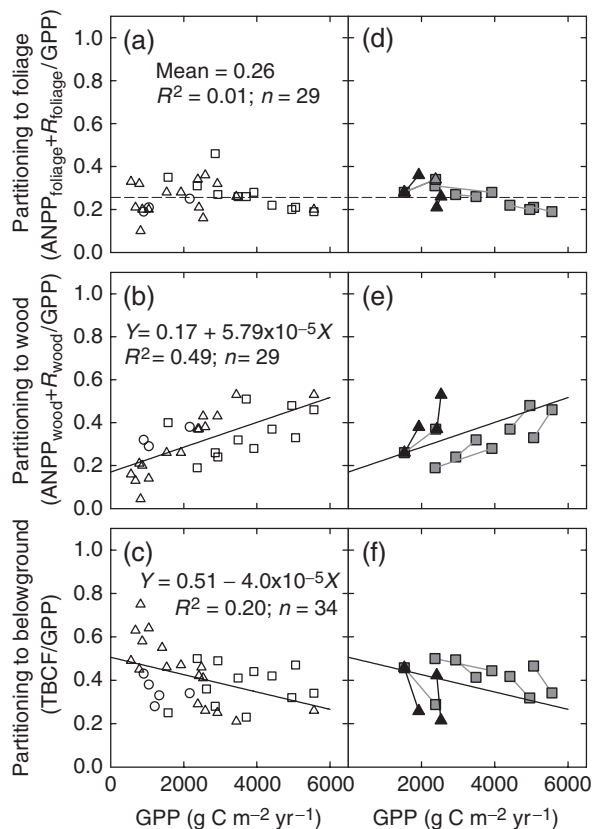 Partitioning to foliage
(ANPP_foliage+R_foliage/GPP)
1.0
0.8
0.6
0.4
0.2
0.0
(a)
Mean = 0.26
R² = 0.01; n = 29
(d)
Partitioning to wood
(ANPP_wood+R_wood/GPP)
1.0
0.8
0.6
0.4
0.2
0.0
(b)
Y= 0.17 + 5.79x10⁻⁵X
R² = 0.49; n = 29
(e)
Partitioning to belowground
(TBCF/GPP)
1.0
0.8
0.6
0.4
0.2
0.0
(c)
Y = 0.51 – 4.0x10⁻⁵X
R² = 0.20; n = 34
(f)
0 2000 4000 6000
0 2000 4000 6000
GPP (g C m⁻² yr⁻¹)
GPP (g C m⁻² yr⁻¹)